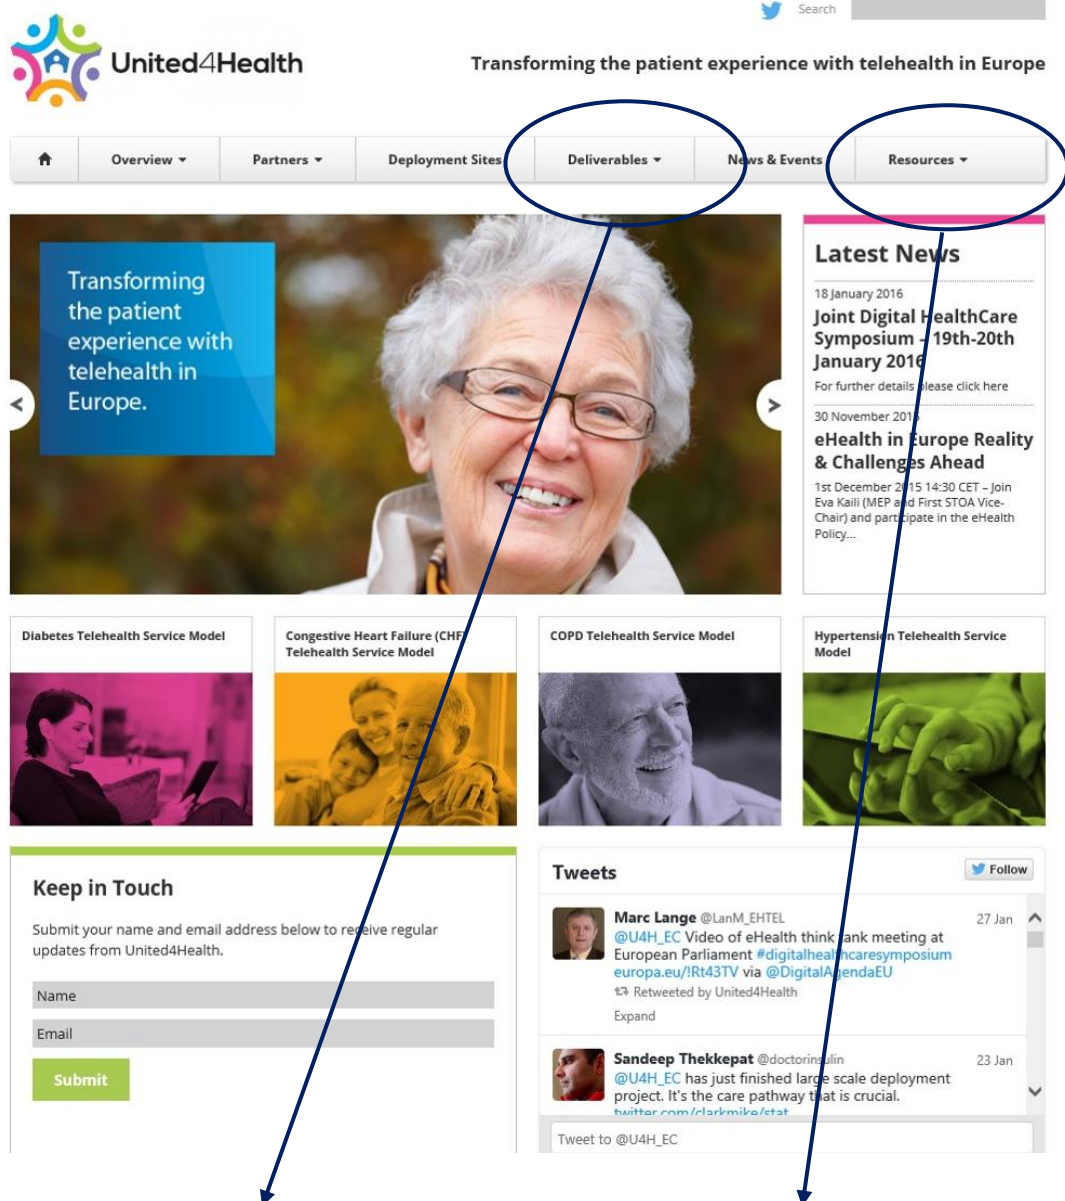 Search
United4Health
Transforming the patient experience with telehealth in Europe
Overview
Partners
Deployment Sites
Deliverables
News & Events
Resources
Transforming
the patient
experience with
telehealth in
Europe.
<
>
Latest News
18 January 2016
Joint Digital HealthCare
Symposium – 19th-20th
January 2016
For further details please click here
30 November 2015
eHealth in Europe Reality
& Challenges Ahead
1st December 2015 14:30 CET – Join
Eva Kaili (MEP and First STOA Vice-
Chair) and participate in the eHealth
Policy...
Diabetes Telehealth Service Model
Congestive Heart Failure (CHF)
Telehealth Service Model
COPD Telehealth Service Model
Hypertension Telehealth Service
Model
Keep in Touch
Submit your name and email address below to receive regular
updates from United4Health.
Name
Email
Submit
Tweets
Follow
Marc Lange @LanM_EHTEL
27 Jan
@U4H_EC Video of eHealth think tank meeting at
European Parliament #digitalhealthcaresymposium
europa.eu/!Rt43TV via @DigitalAgendaEU
Retweeted by United4Health
Expand
Sandeep Thekkepat @doctorinsulin
23 Jan
@U4H_EC has just finished large scale deployment
project. It's the care pathway that is crucial.
twitter.com/clarkmike/stat
Tweet to @U4H_EC